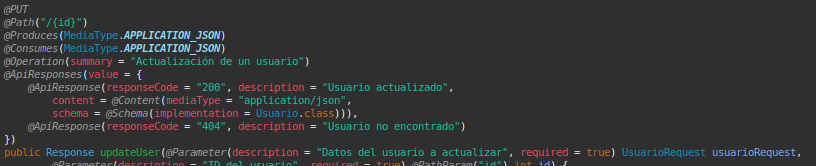 @PUT
@Path("/{id}")
@Produces(MediaType.APPLICATION_JSON)
@Consumes(MediaType.APPLICATION_JSON)
@Operation(summary = "Actualización de un usuario")
@ApiResponses(value = {
    @ApiResponse(responseCode = "200", description = "Usuario actualizado",
        content = @Content(mediaType = "application/json",
        schema = @Schema(implementation = Usuario.class))),
    @ApiResponse(responseCode = "404", description = "Usuario no encontrado")
})
public Response updateUser(@Parameter(description = "Datos del usuario a actualizar", required = true) UsuarioRequest usuarioRequest,
        @Parameter(description = "ID del usuario", required = true) @PathParam("id") int id) {